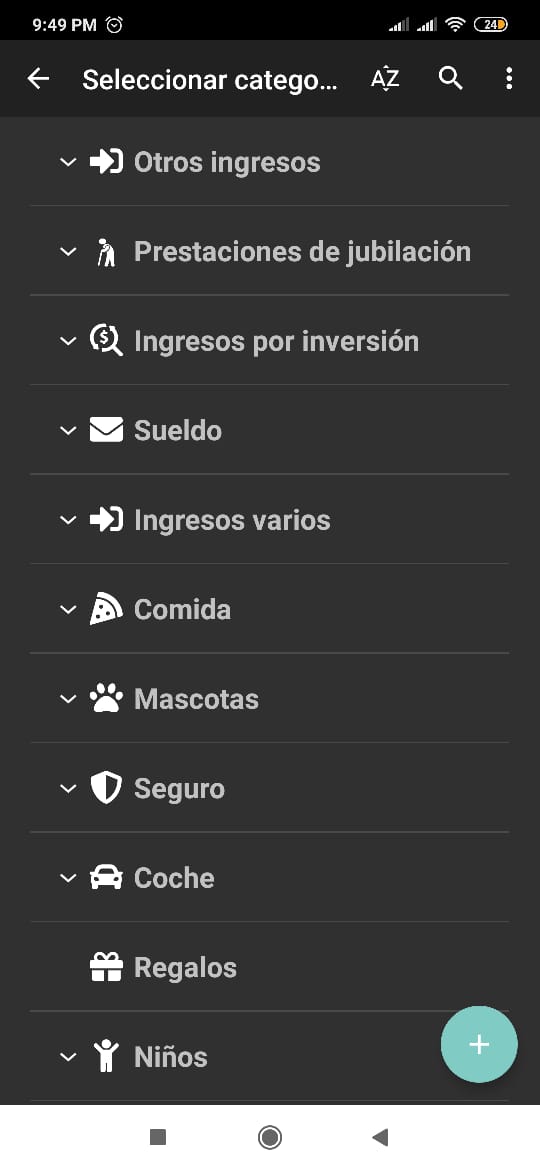 9:49 PM
24
Seleccionar catego...
AZ
Otros ingresos
Prestaciones de jubilación
Ingresos por inversión
Sueldo
Ingresos varios
Comida
Mascotas
Seguro
Coche
Regalos
Niños